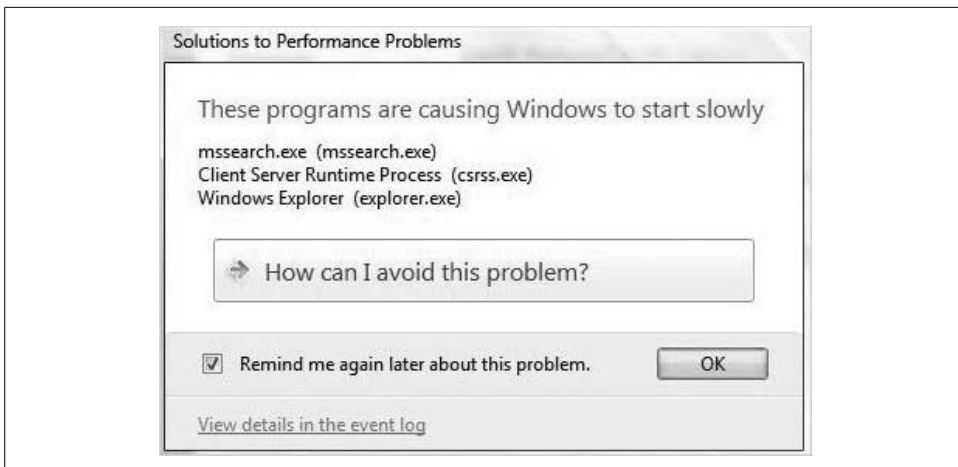 Solutions to Performance Problems
These programs are causing Windows to start slowly
mssearch.exe (mssearch.exe)
Client Server Runtime Process (csrss.exe)
Windows Explorer (explorer.exe)
How can I avoid this problem?
Remind me again later about this problem.
OK
View details in the event log